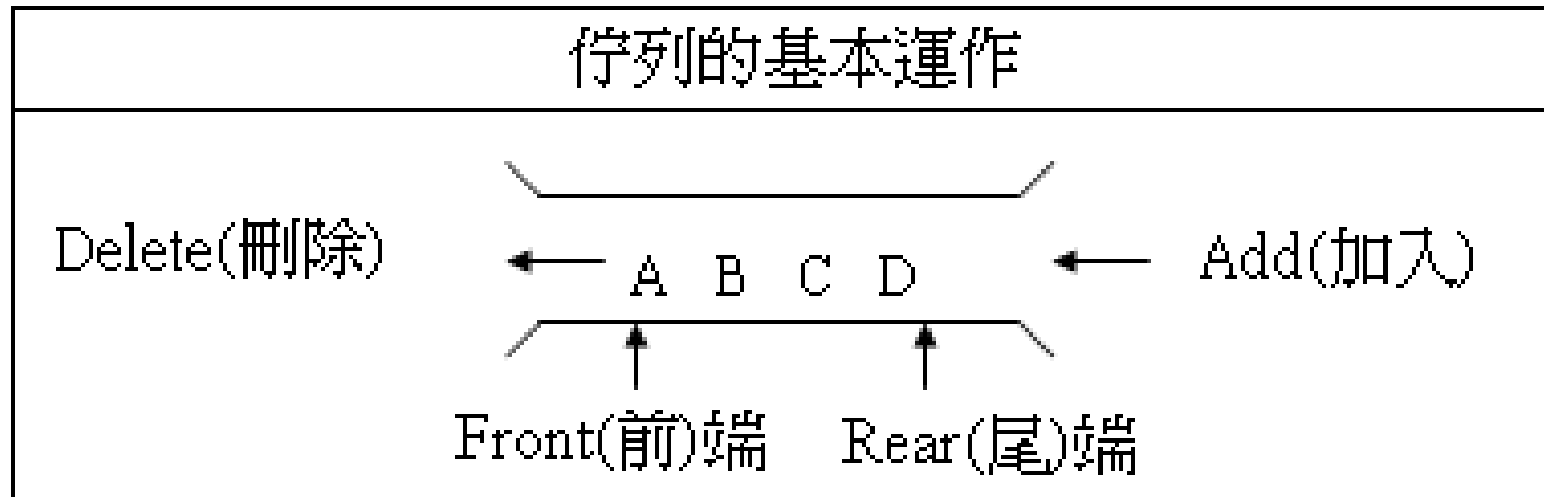 佇列的基本運作
Delete(刪除)
A B C D
Add(加入)
Front(前)端
Rear(尾)端